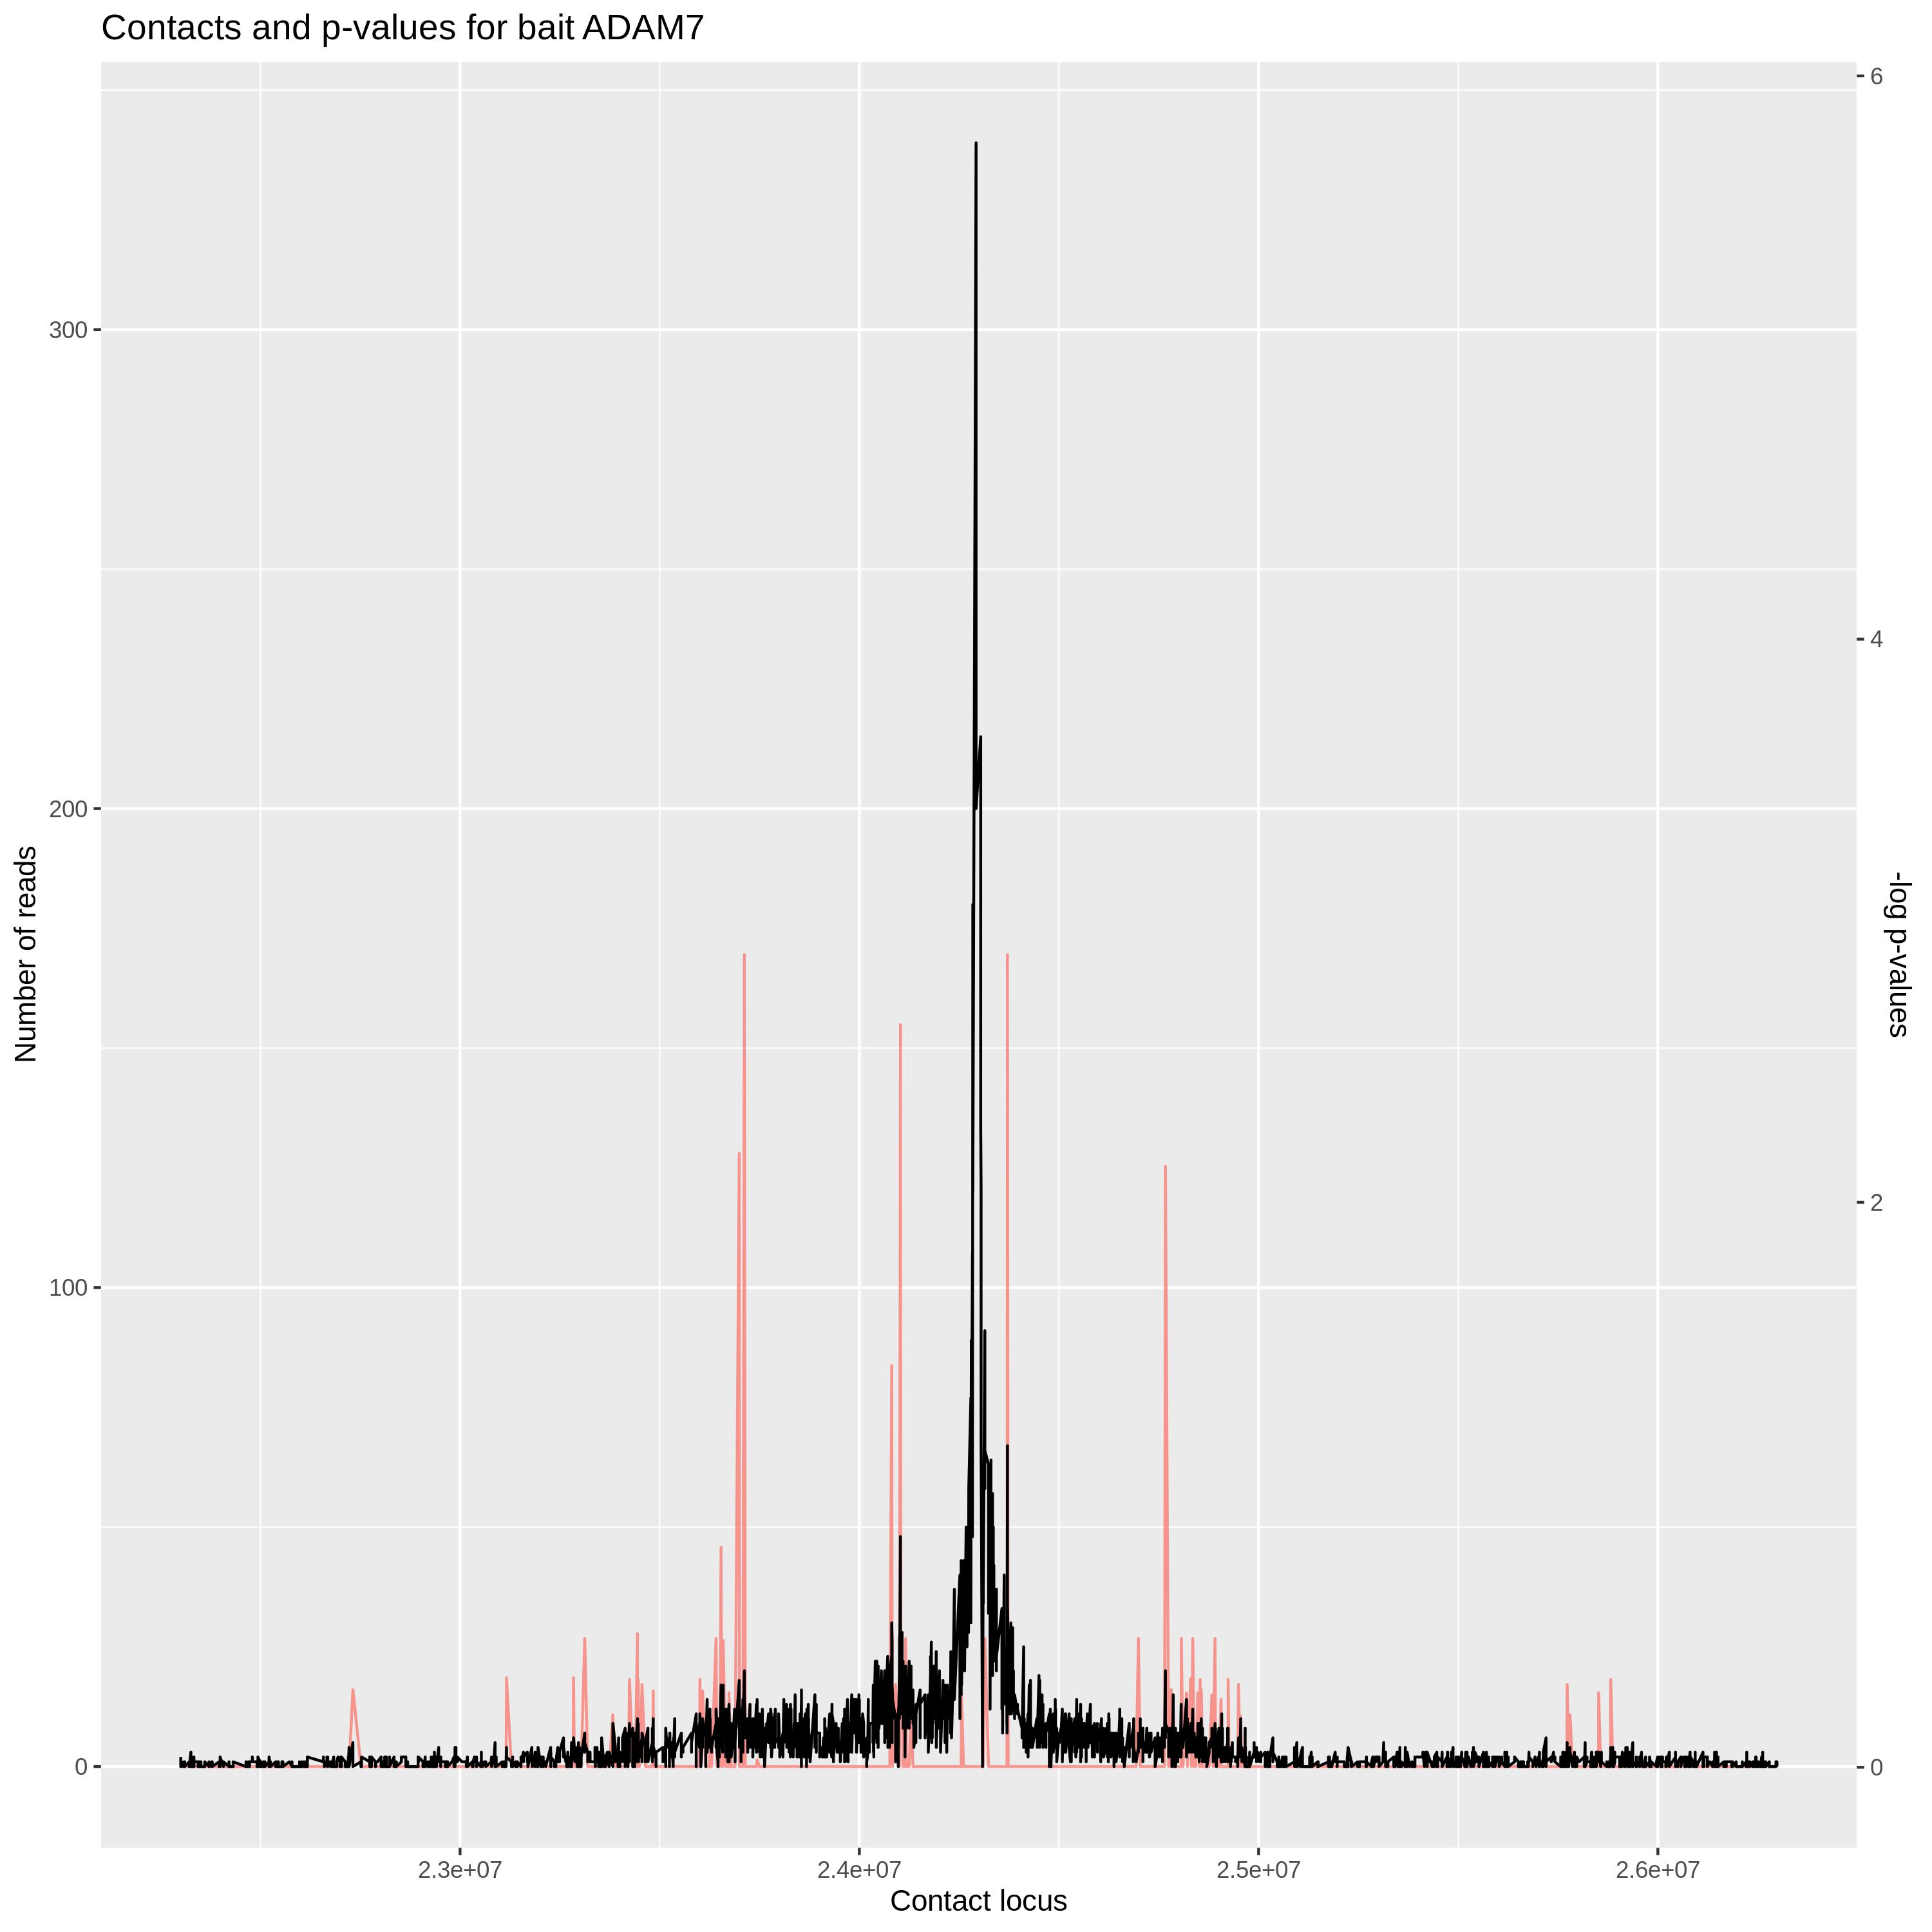 Contacts and p-values for bait ADAM7
Number of reads
300
200
100
0
6
4
2
0
-log p-values
2.3e+07
2.4e+07
2.5e+07
2.6e+07
Contact locus